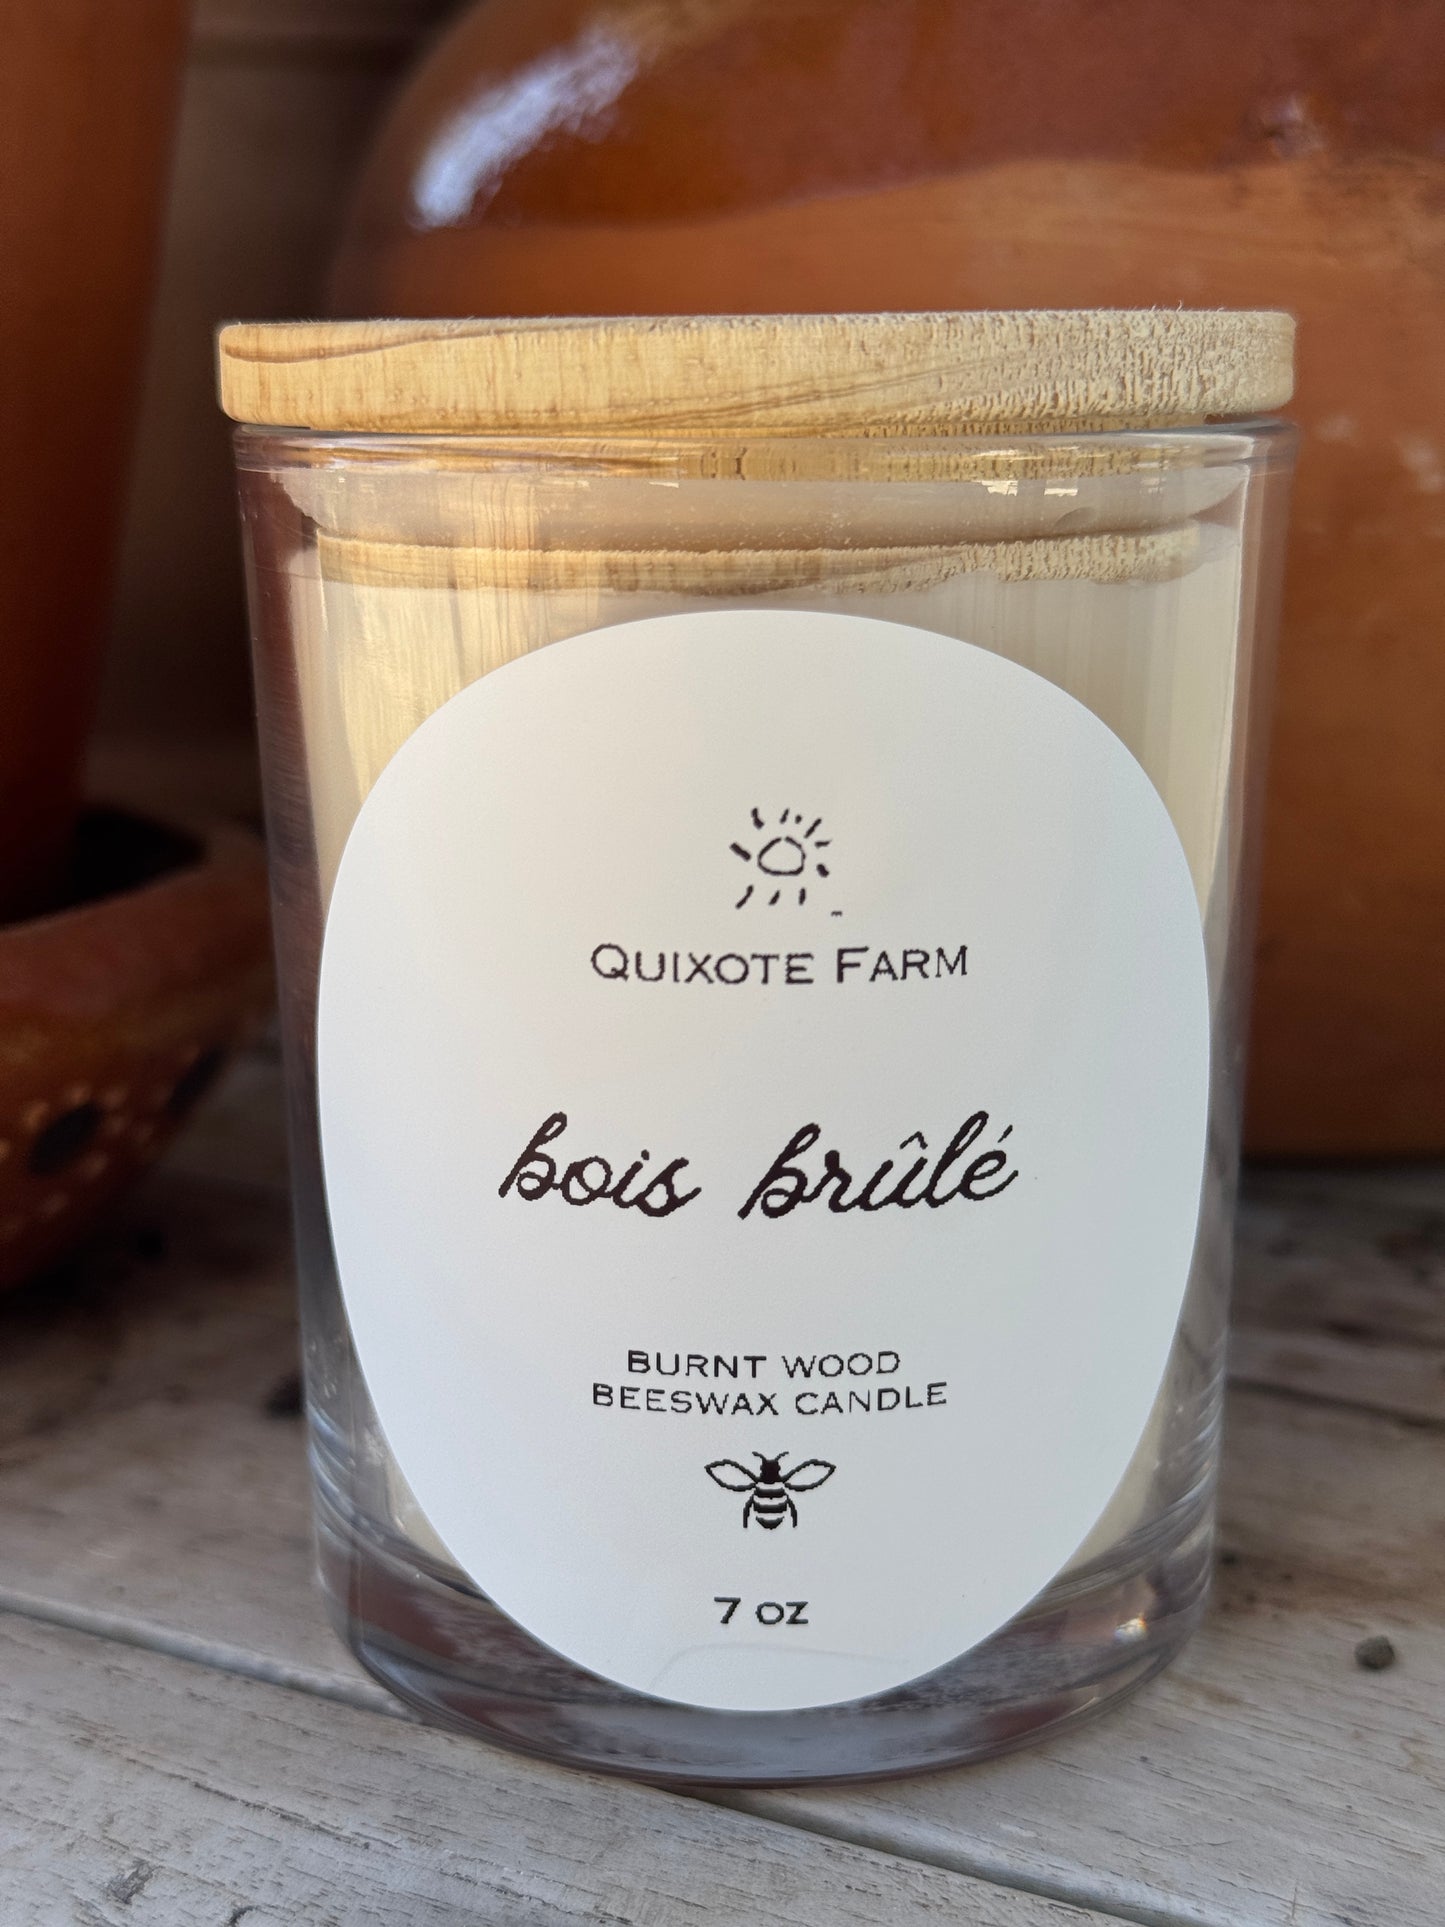 Quixote Farm
bois brûlé
BURNT WOOD
BEESWAX CANDLE
7 oz